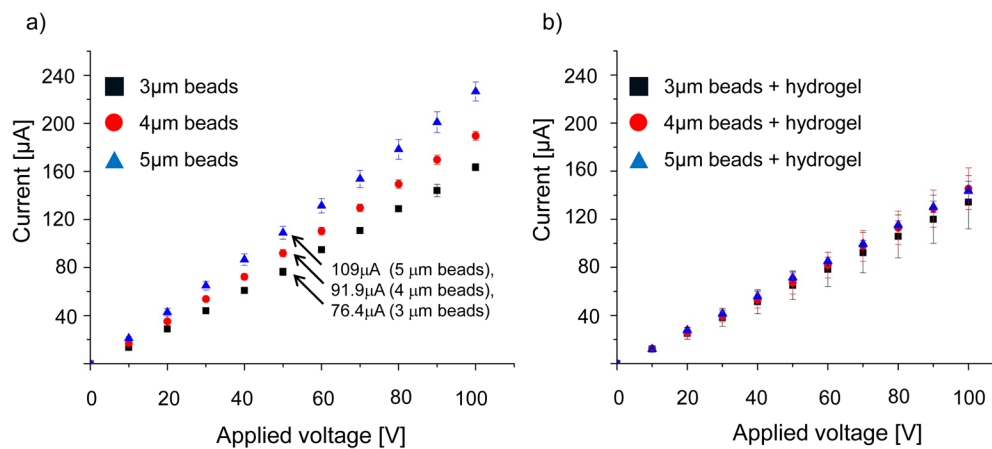 a)
Current [µA]
240
200
160
120
80
40
3µm beads
4µm beads
5µm beads
109µA (5 µm beads),
91.9µA (4 µm beads),
76.4µA (3 µm beads)
0 20 40 60 80 100
Applied voltage [V]
b)
Current [µA]
240
200
160
120
80
40
3µm beads + hydrogel
4µm beads + hydrogel
5µm beads + hydrogel
0 20 40 60 80 100
Applied voltage [V]